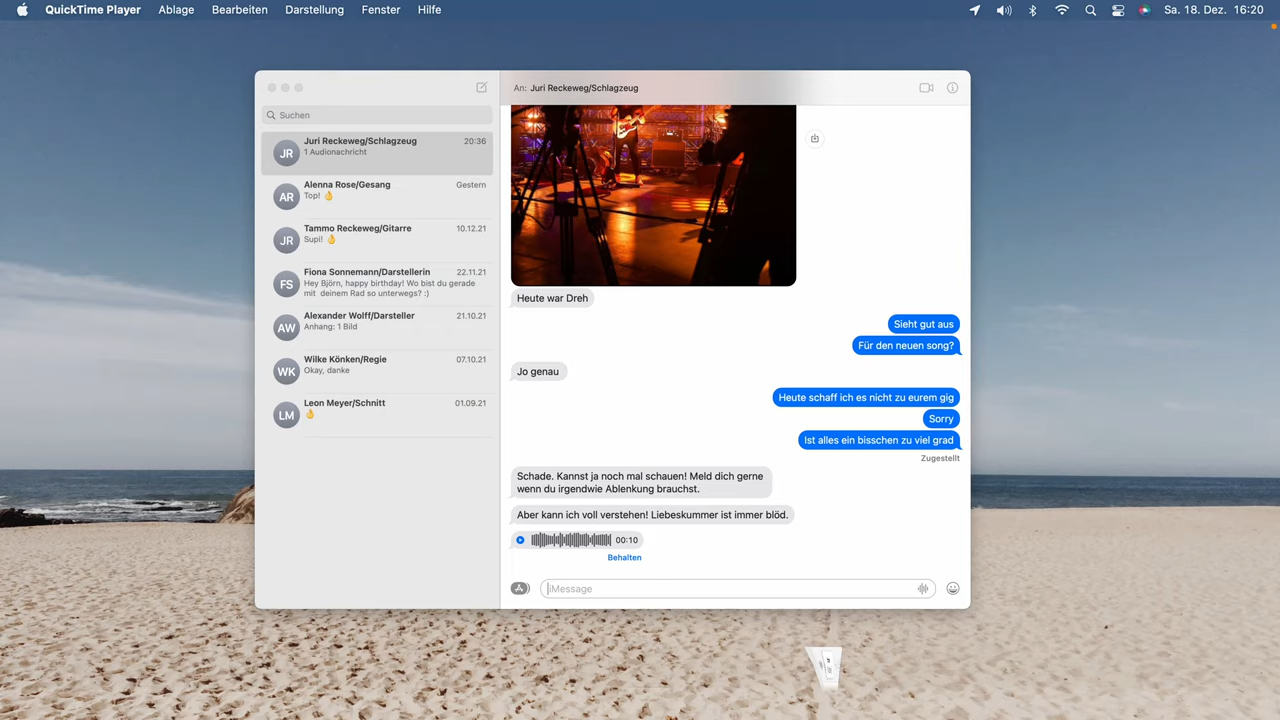 QuickTime Player Ablage Bearbeiten Darstellung Fenster Hilfe Sa. 18. Dez. 16:20
Suchen
JR Juri Reckeweg/Schlagzeug 20:36
1 Audionachricht
AR Alenna Rose/Gesang Gestern
Top! 👌
JR Tammo Reckeweg/Gitarre 10.12.21
Supi! 👌
FS Fiona Sonnemann/Darstellerin 22.11.21
Hey Björn, happy birthday! Wo bist du gerade
mit deinem Rad so unterwegs? :)
AW Alexander Wolff/Darsteller 21.10.21
Anhang: 1 Bild
WK Wilke Könken/Regie 07.10.21
Okay, danke
LM Leon Meyer/Schnitt 01.09.21
👌
An: Juri Reckeweg/Schlagzeug
Heute war Dreh
Sieht gut aus
Für den neuen song?
Jo genau
Heute schaff ich es nicht zu eurem gig
Sorry
Ist alles ein bisschen zu viel grad
Zugestellt
Schade. Kannst ja noch mal schauen! Meld dich gerne
wenn du irgendwie Ablenkung brauchst.
Aber kann ich voll verstehen! Liebeskummer ist immer blöd.
00:10
Behalten
iMessage